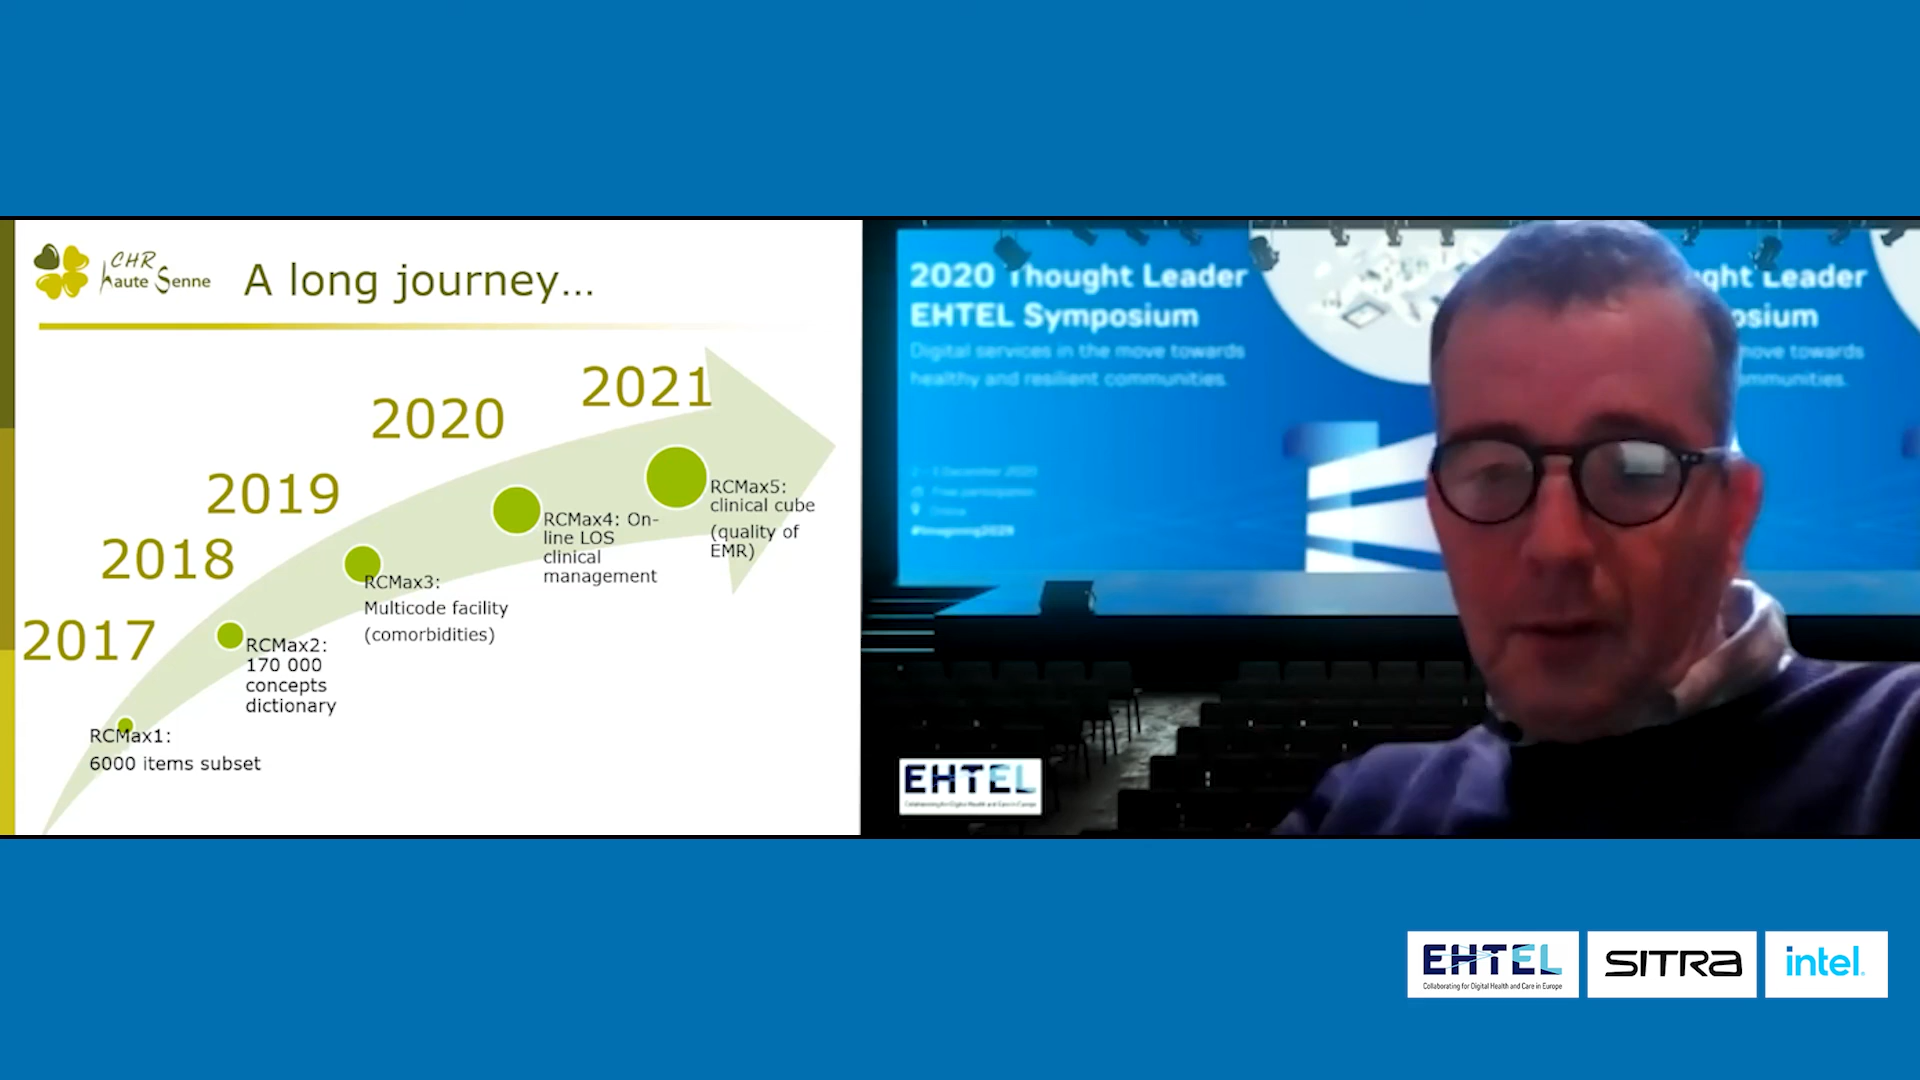 CHR
haute Senne
A long journey...
2017
2018
2019
2020
2021
RCMax1:
6000 items subset
RCMax2:
170 000
concepts
dictionary
RCMax3:
Multicode facility
(comorbidities)
RCMax4: On-
line LOS
clinical
management
RCMax5:
clinical cube
(quality of
EMR)
2020 Thought Leader
EHTEL Symposium
Digital services in the move towards
healthy and resilient communities.
ght Leader
osium
move towards
mmunities.
EHTEL
EHTEL
Collaborating for Digital Health and Care in Europe
SITRA
intel.